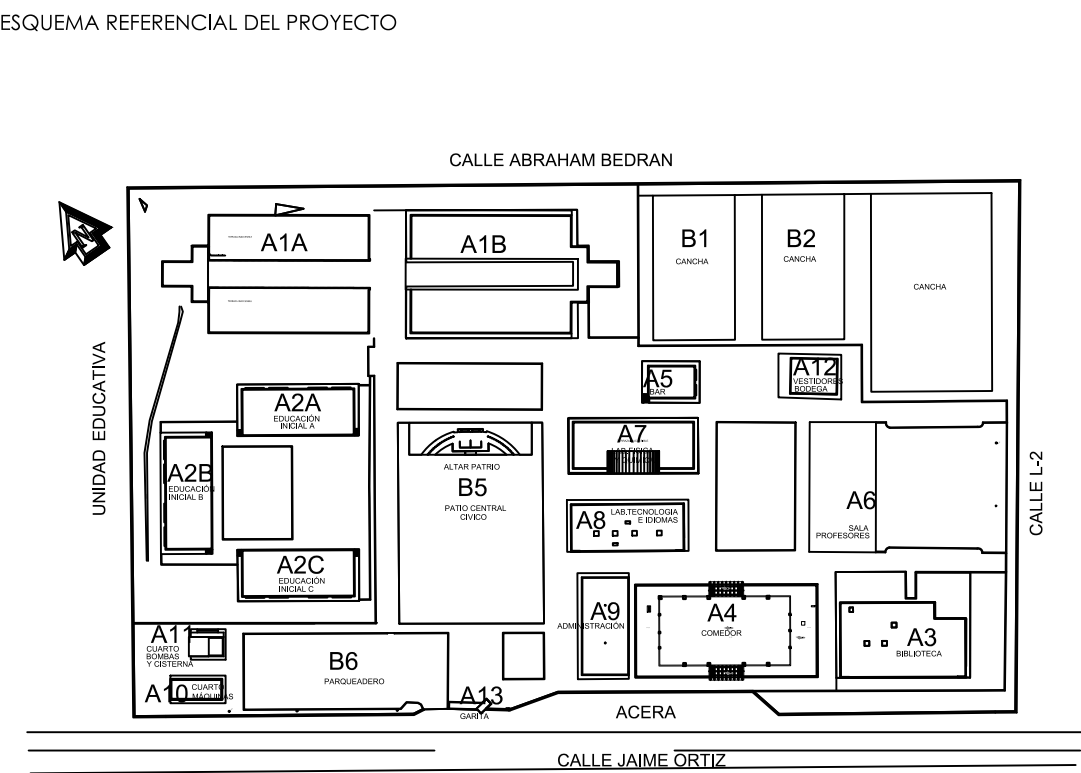 ESQUEMA REFERENCIAL DEL PROYECTO
CALLE ABRAHAM BEDRAN
N
A1A
A1B
B1
CANCHA
B2
CANCHA
CANCHA
UNIDAD EDUCATIVA
A5
BAR
A12
VESTIDORES
BODEGA
A2A
EDUCACIÓN
INICIAL A
A2B
EDUCACIÓN
INICIAL B
A2C
EDUCACIÓN
INICIAL C
ALTAR PATRIO
B5
PATIO CENTRAL
CIVICO
A7
LAB.FISICA
A8
LAB.TECNOLOGIA
E IDIOMAS
A6
SALA
PROFESORES
CALLE L-2
A9
ADMINISTRACIÓN
A4
COMEDOR
A3
BIBLIOTECA
A11
CUARTO
BOMBAS
Y CISTERNA
A10
CUARTO
MÁQUINAS
B6
PARQUEADERO
A13
GARITA
ACERA
CALLE JAIME ORTIZ